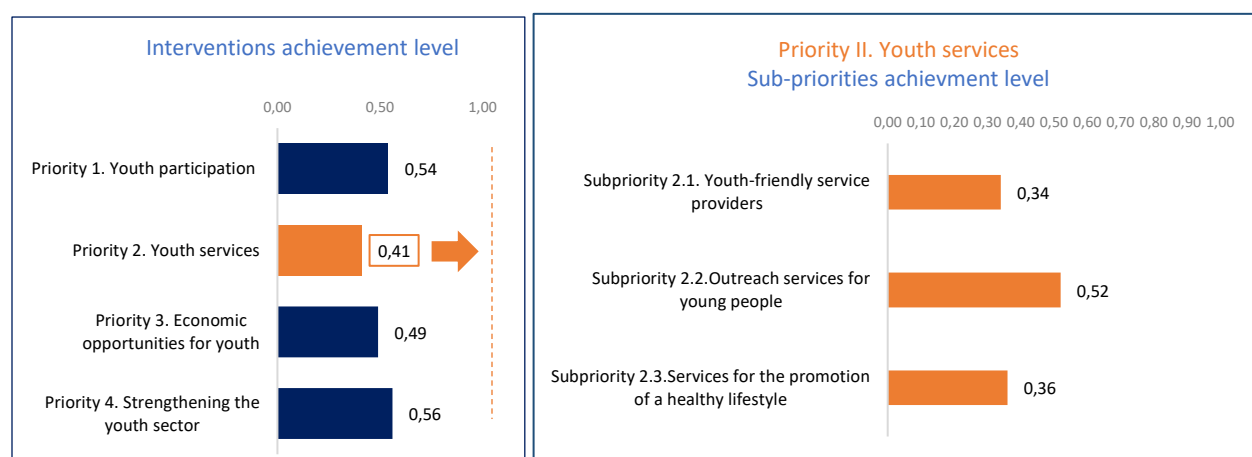 Interventions achievement level
0,00 0,50 1,00
Priority 1. Youth participation
0,54
Priority 2. Youth services
0,41
Priority 3. Economic
opportunities for youth
0,49
Priority 4. Strengthening the
youth sector
0,56
Priority II. Youth services
Sub-priorities achievment level
0,00 0,10 0,20 0,30 0,40 0,50 0,60 0,70 0,80 0,90 1,00
Subpriority 2.1. Youth-friendly service
providers
0,34
Subpriority 2.2.Outreach services for
young people
0,52
Subpriority 2.3.Services for the promotion
of a healthy lifestyle
0,36